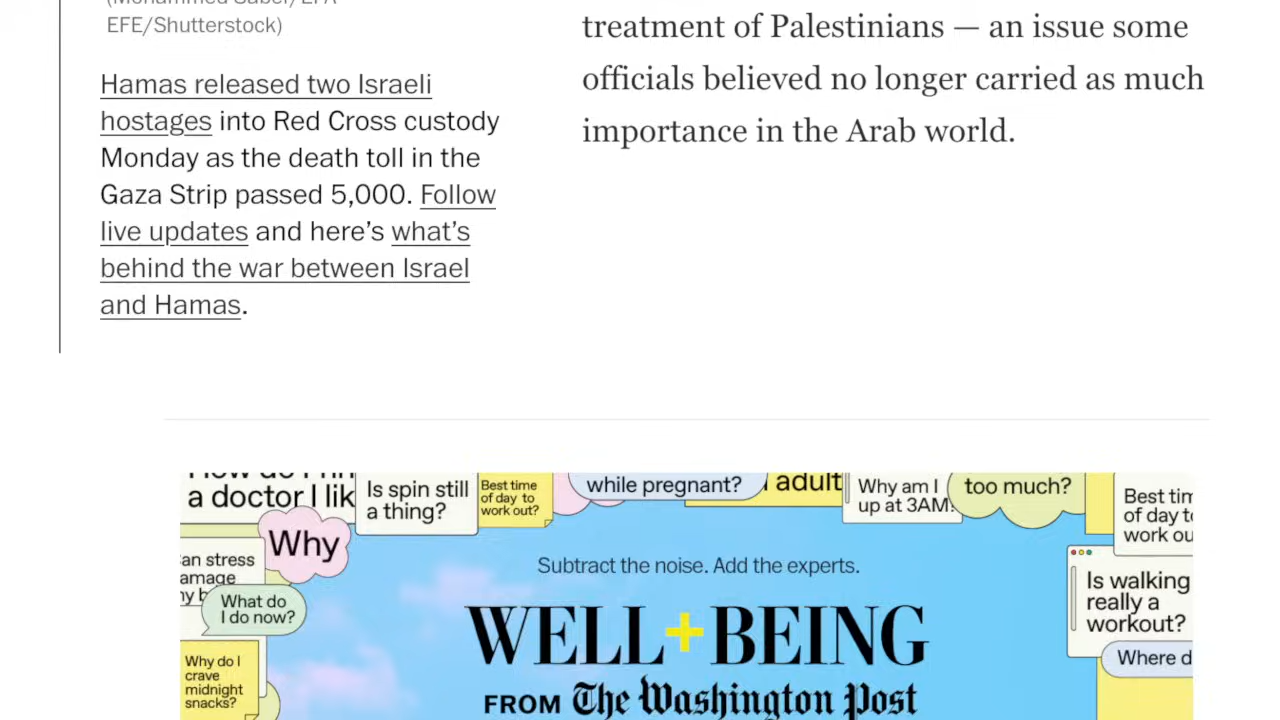 EFE/Shutterstock)
Hamas released two Israeli
hostages into Red Cross custody
Monday as the death toll in the
Gaza Strip passed 5,000. Follow
live updates and here’s what’s
behind the war between Israel
and Hamas.
treatment of Palestinians — an issue some
officials believed no longer carried as much
importance in the Arab world.
a doctor I lik
Is spin still
a thing?
Best time
of day to
work out?
while pregnant?
adult
Why am I
up at 3AM?
too much?
Best tim
of day to
work ou
Why
an stress
amage
What do
I do now?
Why do I
crave
midnight
snacks?
Subtract the noise. Add the experts.
WELL+BEING
FROM The Washington Post
Is walking
really a
workout?
Where d